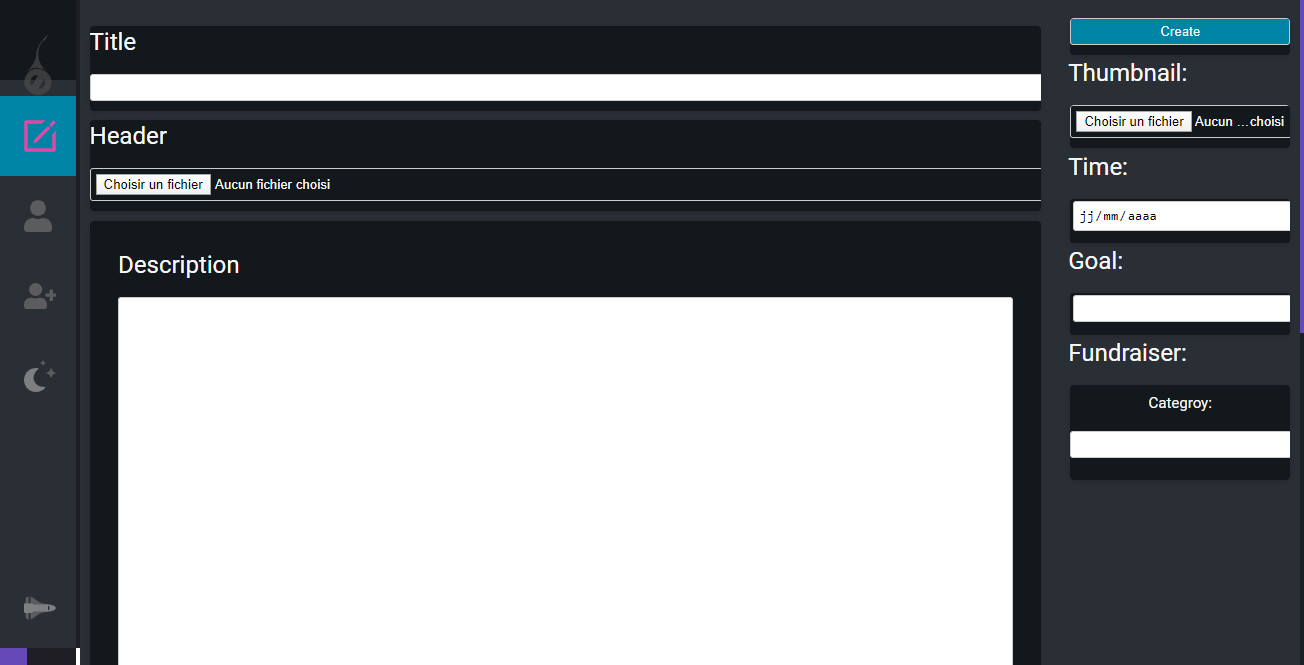 Title
Header
Choisir un fichier Aucun fichier choisi
Description
Create
Thumbnail:
Choisir un fichier Aucun ...choisi
Time:
jj/mm/aaaa
Goal:
Fundraiser:
Categroy: